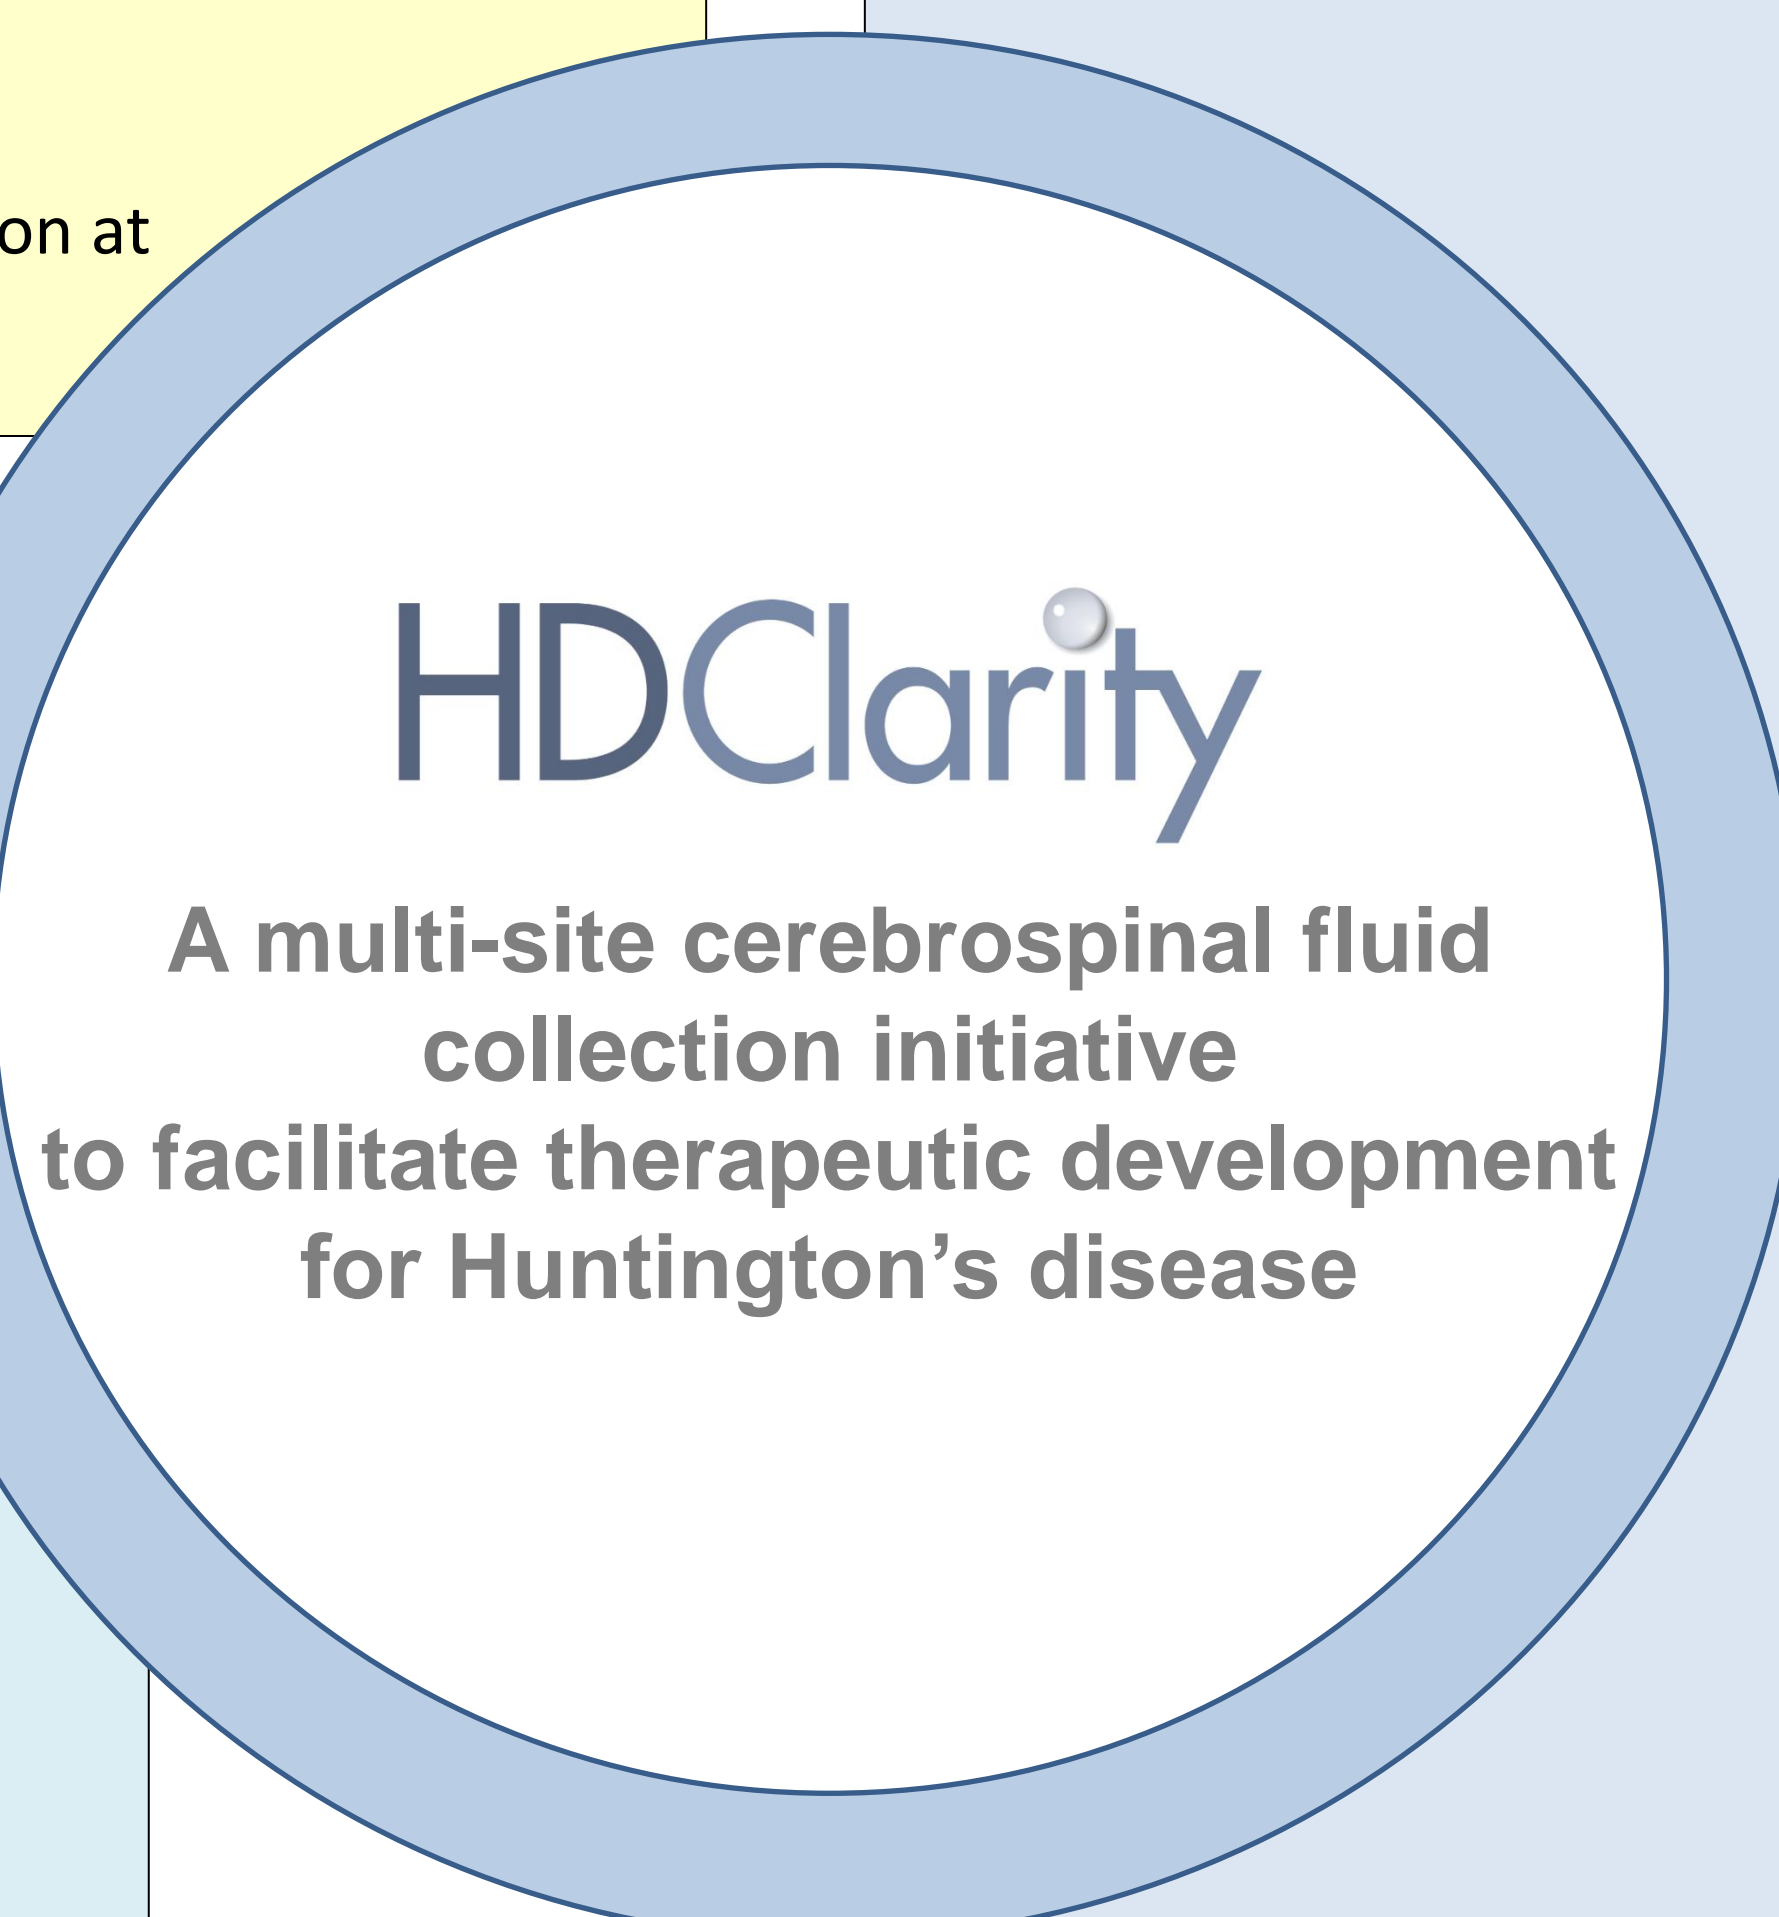 on at
HDClarity
A multi-site cerebrospinal fluid
collection initiative
to facilitate therapeutic development
for Huntington’s disease